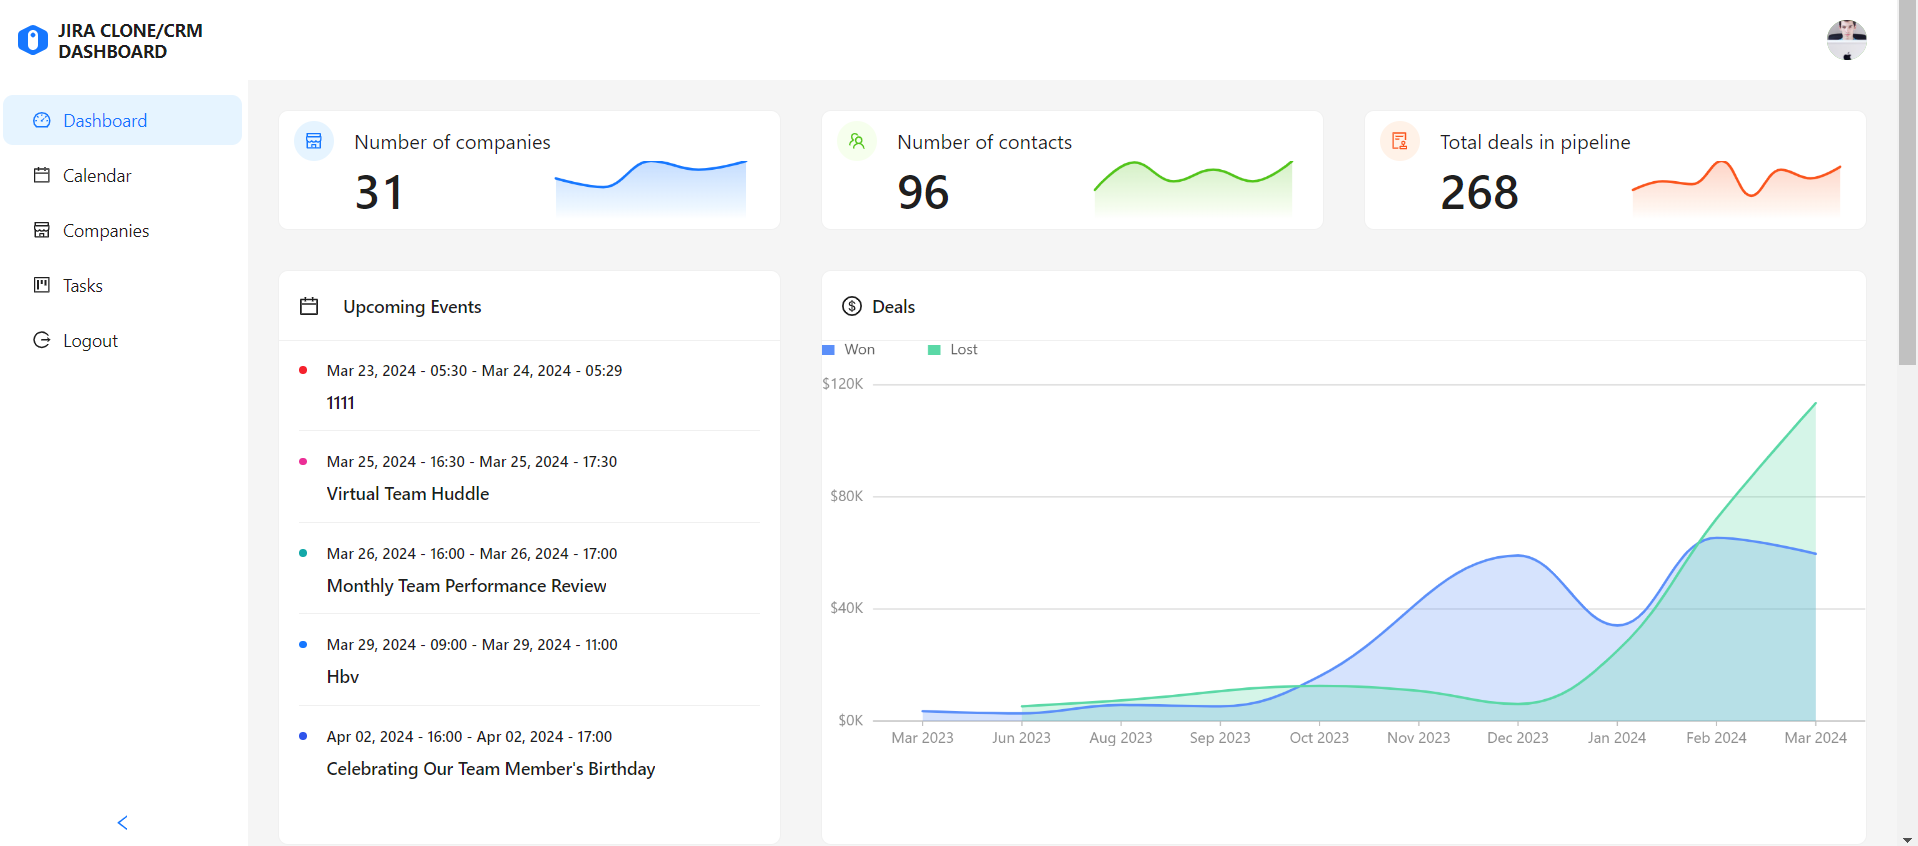 JIRA CLONE/CRM
DASHBOARD
Dashboard
Calendar
Companies
Tasks
Logout
Number of companies
31
Number of contacts
96
Total deals in pipeline
268
Upcoming Events
Mar 23, 2024 - 05:30 - Mar 24, 2024 - 05:29
1111
Mar 25, 2024 - 16:30 - Mar 25, 2024 - 17:30
Virtual Team Huddle
Mar 26, 2024 - 16:00 - Mar 26, 2024 - 17:00
Monthly Team Performance Review
Mar 29, 2024 - 09:00 - Mar 29, 2024 - 11:00
Hbv
Apr 02, 2024 - 16:00 - Apr 02, 2024 - 17:00
Celebrating Our Team Member's Birthday
Deals
Won Lost
$120K
$80K
$40K
$0K
Mar 2023 Jun 2023 Aug 2023 Sep 2023 Oct 2023 Nov 2023 Dec 2023 Jan 2024 Feb 2024 Mar 2024